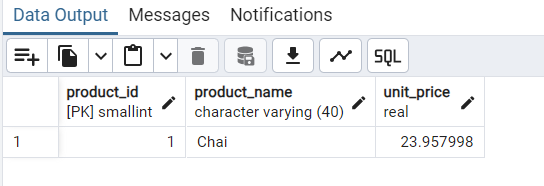 Data Output Messages Notifications
SQL
product_id product_name unit_price
[PK] smallint character varying (40) real
1 1 Chai 23.957998